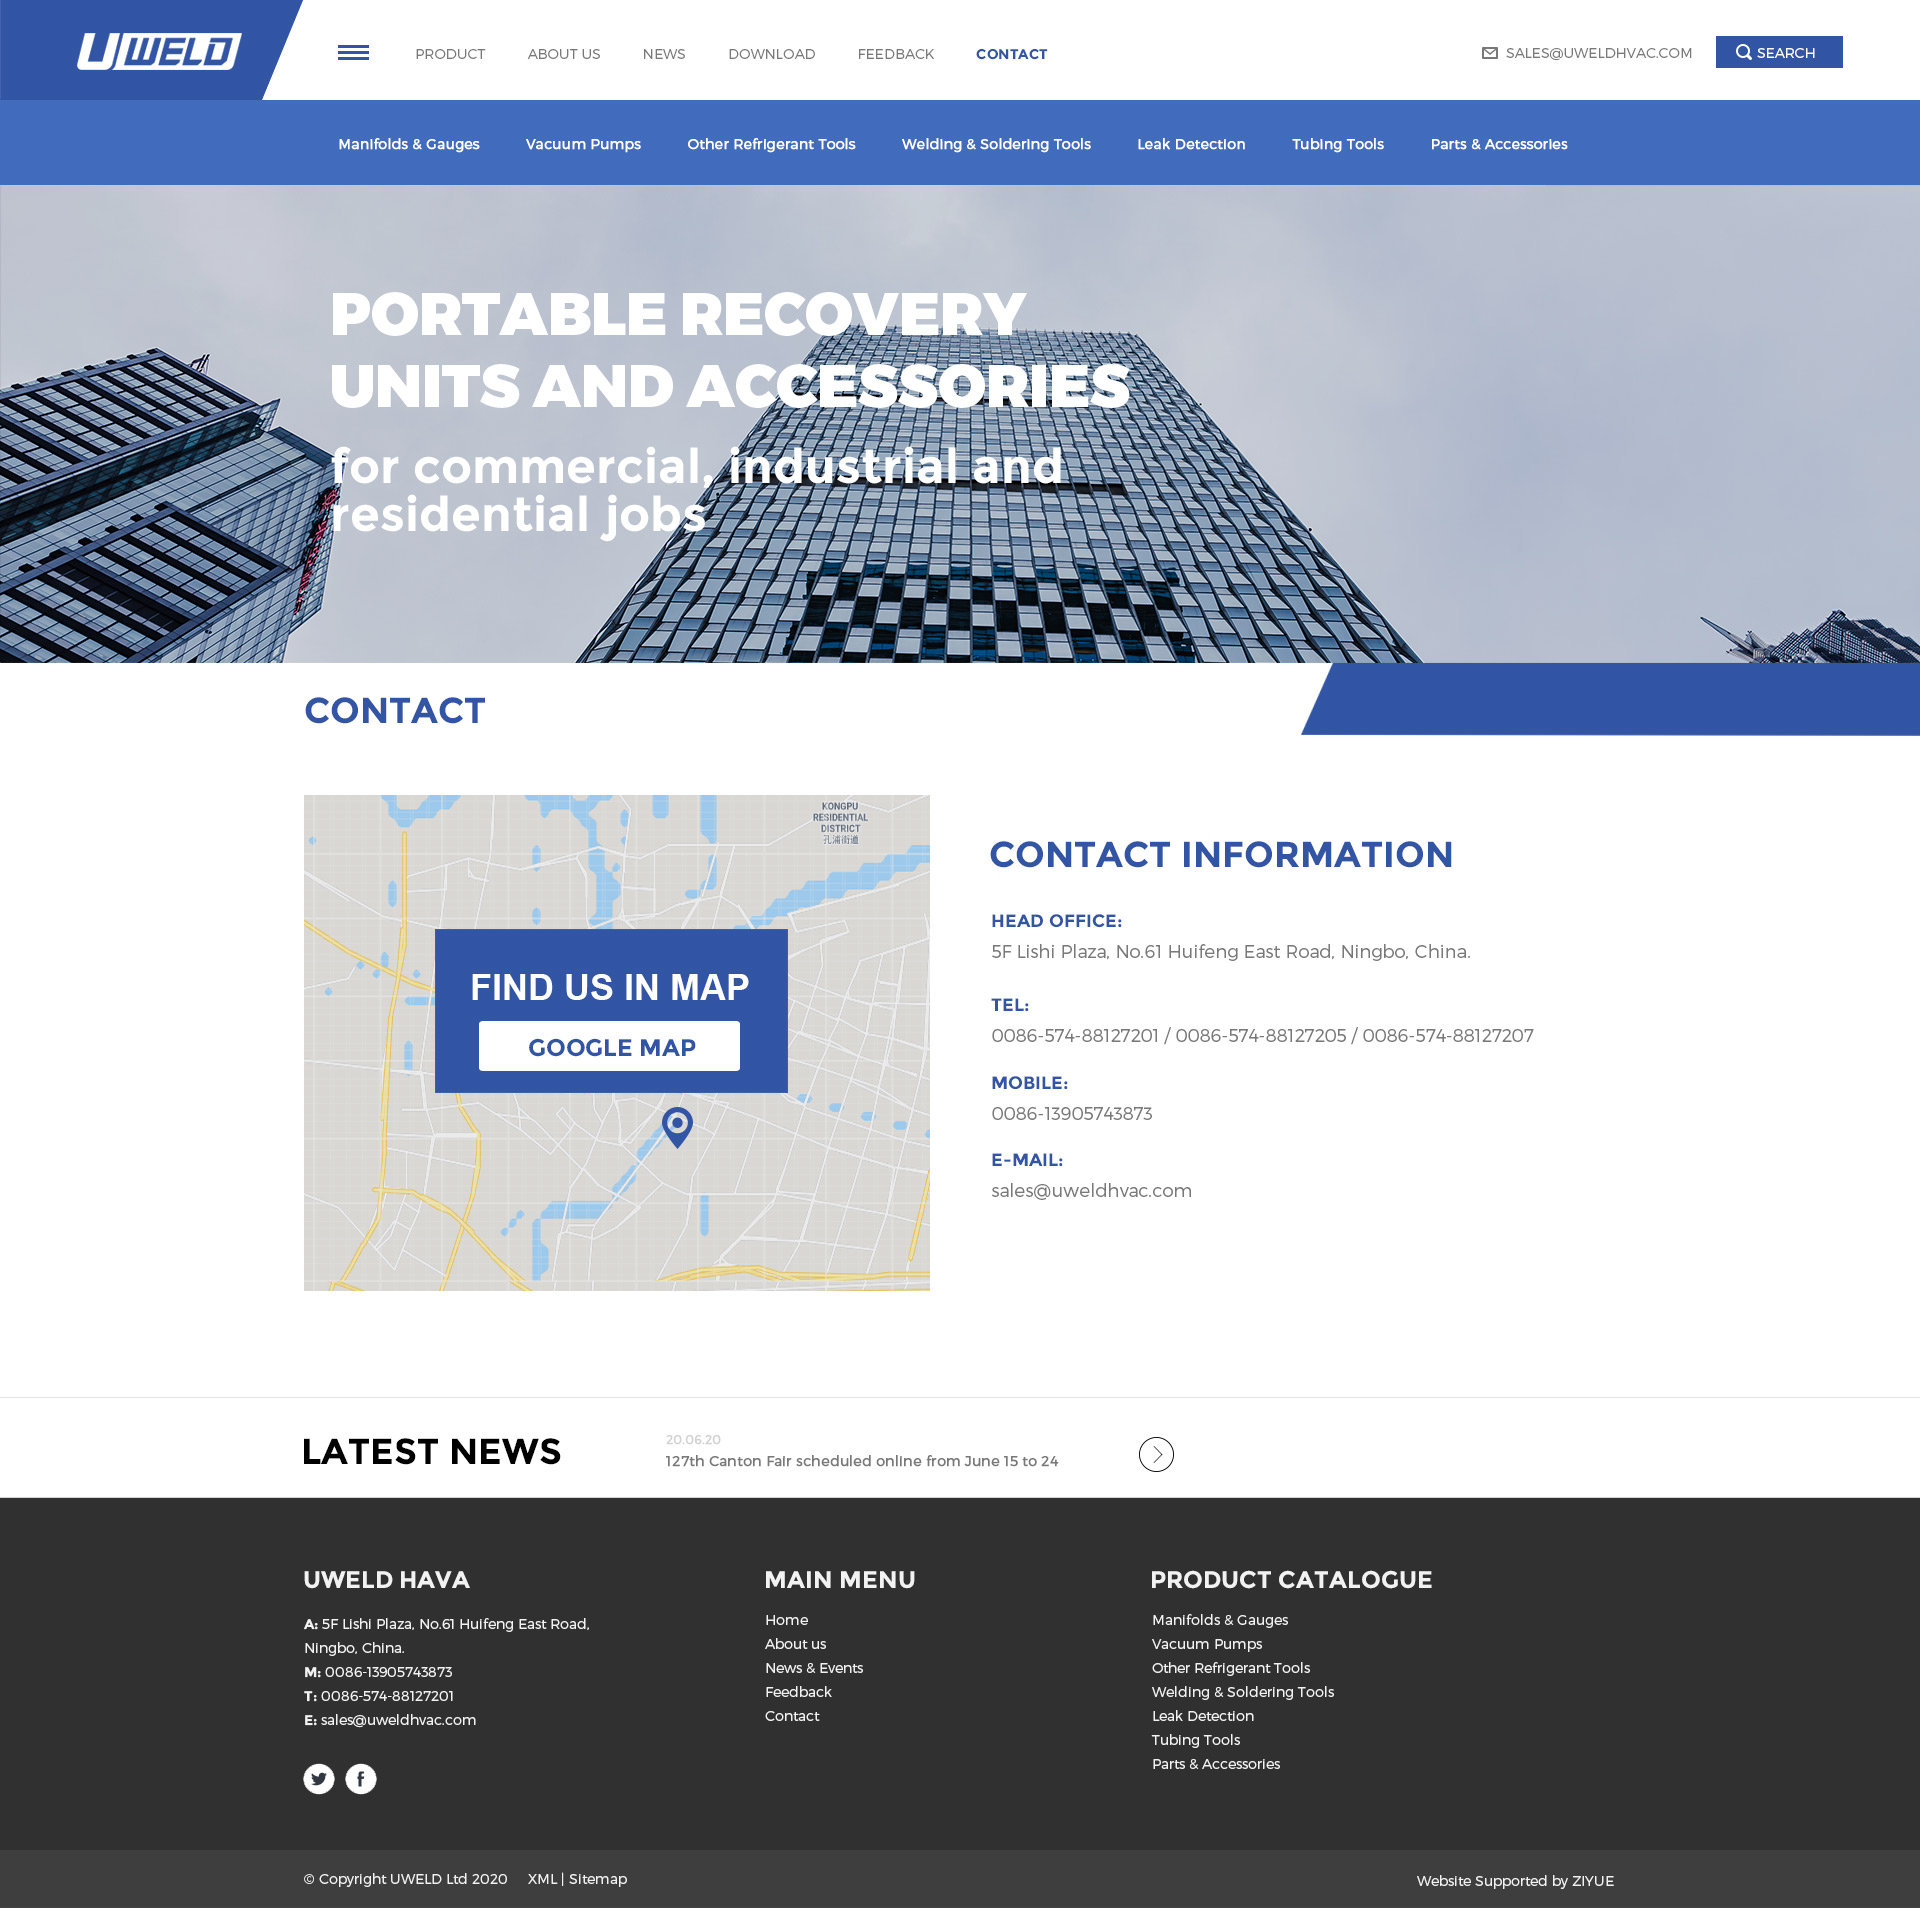 UWELD
PRODUCT ABOUT US NEWS DOWNLOAD FEEDBACK CONTACT SALES@UWELDHVAC.COM SEARCH
Manifolds & Gauges Vacuum Pumps Other Refrigerant Tools Welding & Soldering Tools Leak Detection Tubing Tools Parts & Accessories
PORTABLE RECOVERY
UNITS AND ACCESSORIES
for commercial, industrial and
residential jobs
CONTACT
KONGPU
RESIDENTIAL
DISTRICT
孔浦街道
FIND US IN MAP
GOOGLE MAP
CONTACT INFORMATION
HEAD OFFICE:
5F Lishi Plaza, No.61 Huifeng East Road, Ningbo, China.
TEL:
0086-574-88127201 / 0086-574-88127205 / 0086-574-88127207
MOBILE:
0086-13905743873
E-MAIL:
sales@uweldhvac.com
LATEST NEWS
20.06.20
127th Canton Fair scheduled online from June 15 to 24
UWELD HAVA
A: 5F Lishi Plaza, No.61 Huifeng East Road,
Ningbo, China.
M: 0086-13905743873
T: 0086-574-88127201
E: sales@uweldhvac.com
MAIN MENU
Home
About us
News & Events
Feedback
Contact
PRODUCT CATALOGUE
Manifolds & Gauges
Vacuum Pumps
Other Refrigerant Tools
Welding & Soldering Tools
Leak Detection
Tubing Tools
Parts & Accessories
© Copyright UWELD Ltd 2020 XML | Sitemap
Website Supported by ZIYUE